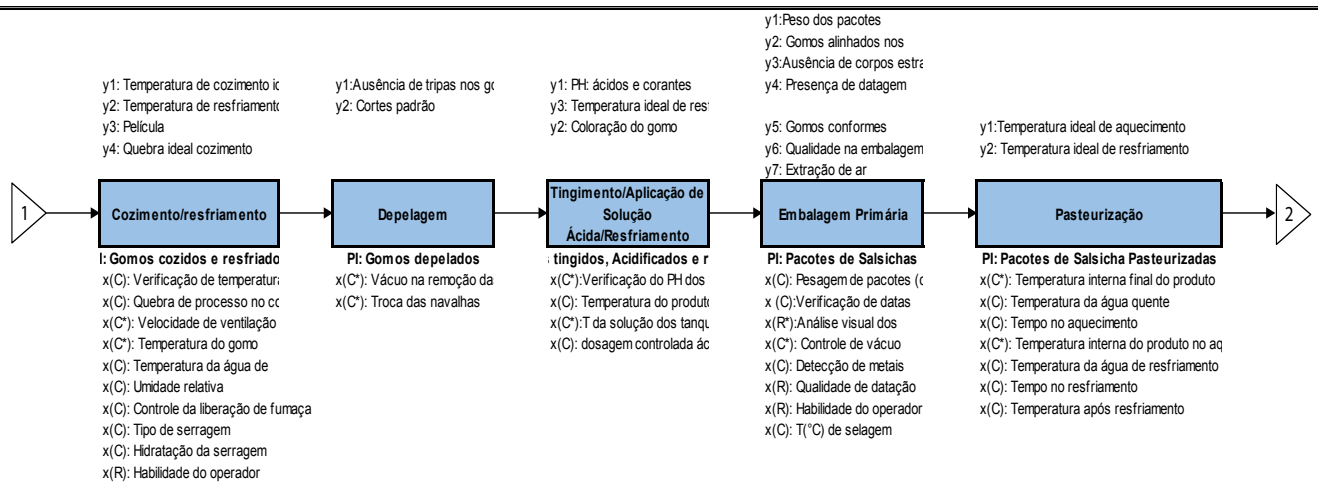 1
y1: Temperatura de cozimento
y2: Temperatura de resfriamento
y3: Película
y4: Quebra ideal cozimento
Cozimento/resfriamento
: Gomos cozidos e resfriado
x(C): Verificação de temperatura
x(C): Quebra de processo no
x(C*): Velocidade de ventilação
x(C*): Temperatura do gomo
x(C): Temperatura da água de
x(C): Umidade relativa
x(C): Controle da liberação de fumaça
x(C): Tipo de serragem
x(C): Hidratação da serragem
x(R): Habilidade do operador
y1:Ausência de tripas nos
y2: Cortes padrão
Depelagem
PI: Gomos depelados
x(C*): Vácuo na remoção da
x(C*): Troca das navalhas
y1: PH: ácidos e corantes
y3: Temperatura ideal de
y2: Coloração do gomo
Tingimento/Aplicação de
Solução
Ácida/Resfriamento
tingidos, Acidificados e
x(C*):Verificação do PH dos
x(C): Temperatura do produto
x(C*):T da solução dos
x(C): dosagem controlada
y1:Peso dos pacotes
y2: Gomos alinhados nos
y3:Ausência de corpos
y4: Presença de datagem
y5: Gomos conformes
y6: Qualidade na embalagem
y7: Extração de ar
Embalagem Primária
PI: Pacotes de Salsichas
x(C): Pesagem de pacotes
x (C):Verificação de datas
x(R*):Análise visual dos
x(C*): Controle de vácuo
x(C): Detecção de metais
x(R): Qualidade de datação
x(R): Habilidade do operador
x(C): T(°C) de selagem
y1:Temperatura ideal de aquecimento
y2: Temperatura ideal de resfriamento
Pasteurização
PI: Pacotes de Salsicha Pasteurizadas
x(C*): Temperatura interna final do produto
x(C): Temperatura da água quente
x(C): Tempo no aquecimento
x(C*): Temperatura interna do produto no
x(C): Temperatura da água de resfriamento
x(C): Tempo no resfriamento
x(C): Temperatura após resfriamento
2